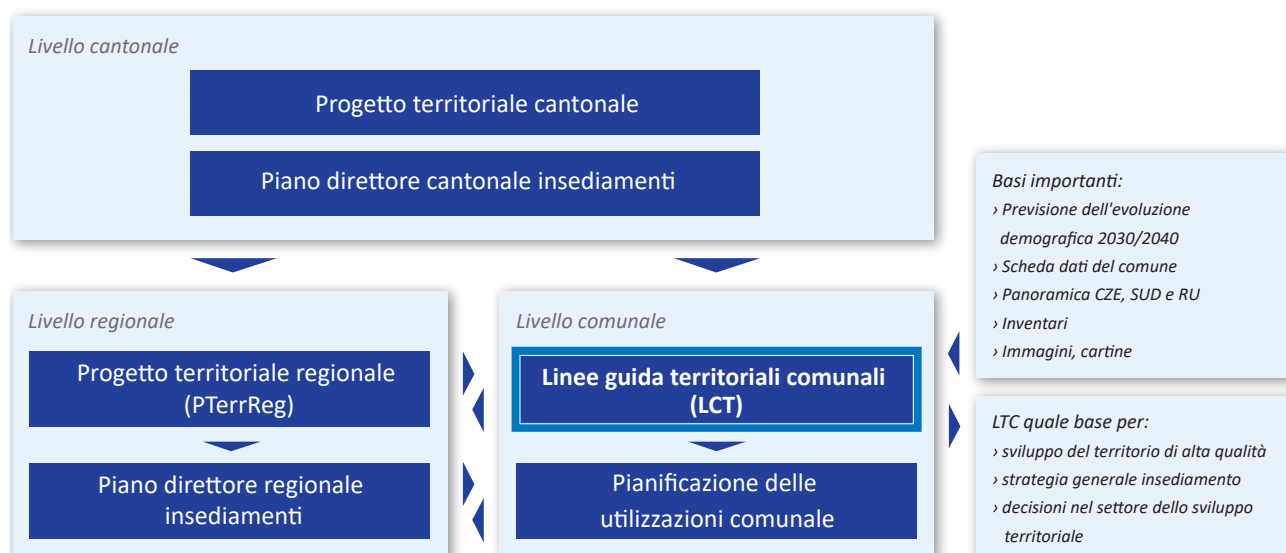 Livello cantonale
Progetto territoriale cantonale
Piano direttore cantonale insediamenti
Livello regionale
Progetto territoriale regionale
(PTerrReg)
Piano direttore regionale
insediamenti
Livello comunale
Linee guida territoriali comunali
(LCT)
Pianificazione delle
utilizzazioni comunale
Basi importanti:
› Previsione dell'evoluzione
demografica 2030/2040
› Scheda dati del comune
› Panoramica CZE, SUD e RU
› Inventari
› Immagini, cartine
LTC quale base per:
› sviluppo del territorio di alta qualità
› strategia generale insediamento
› decisioni nel settore dello sviluppo
territoriale